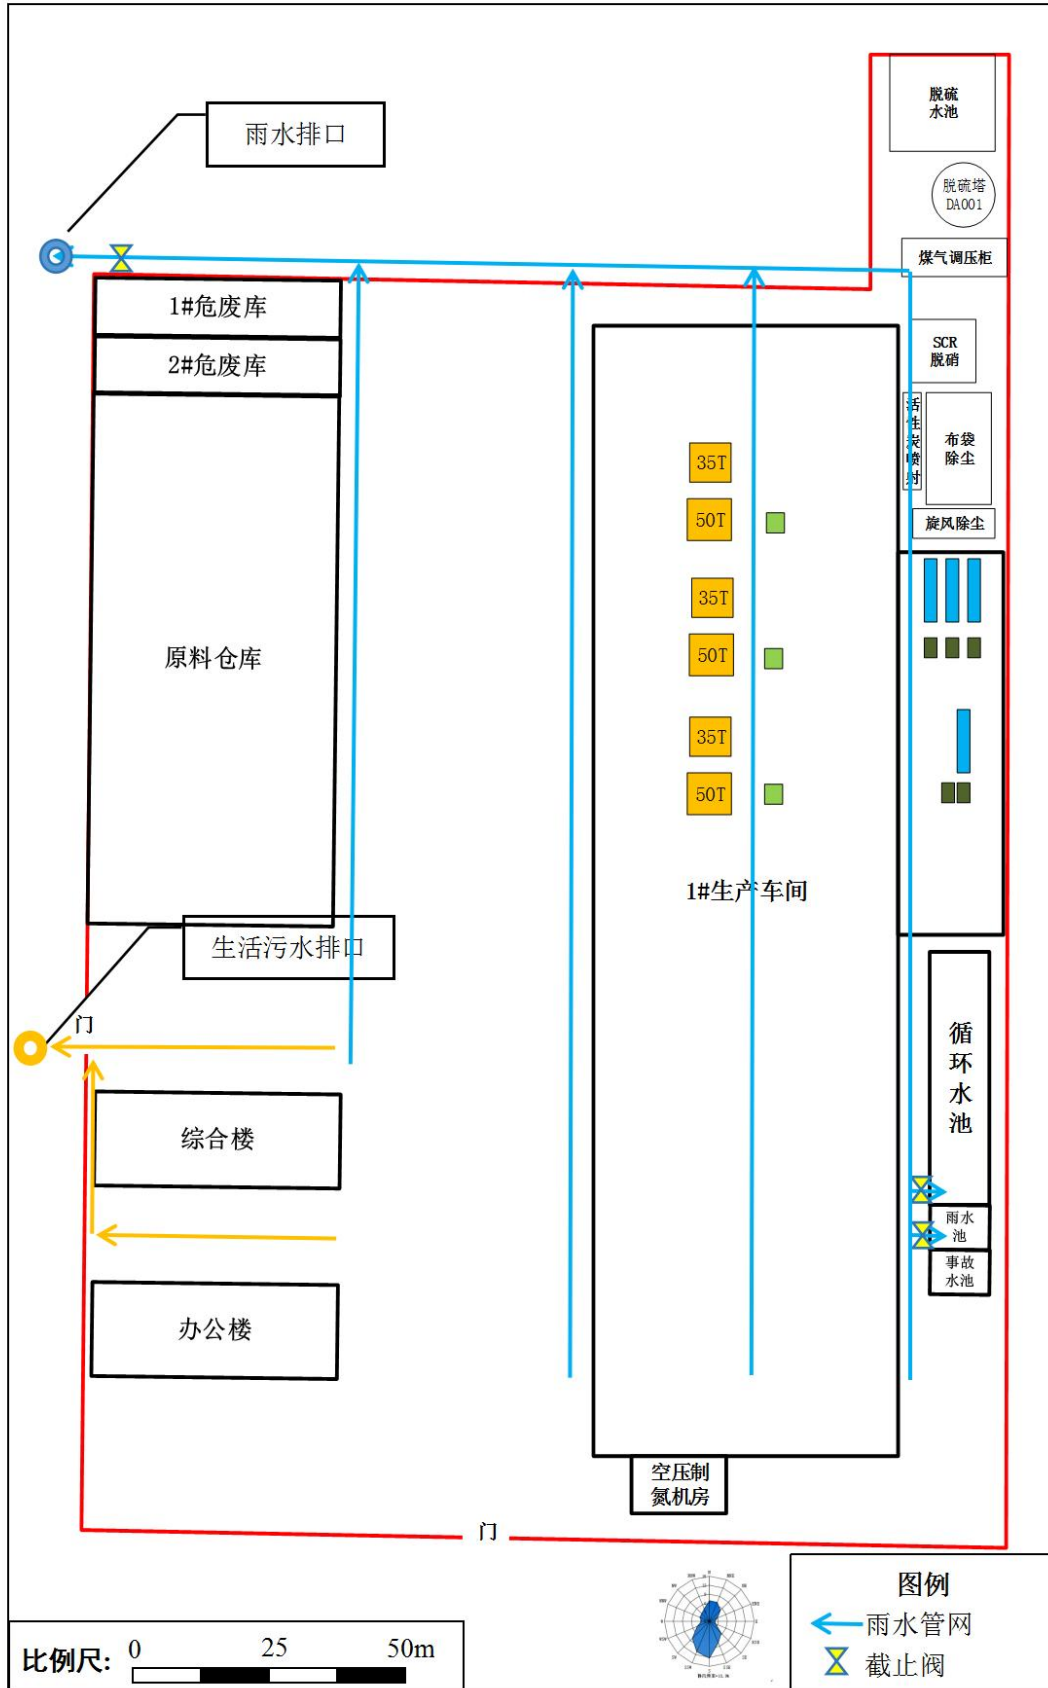 脱硫
水池
雨水排口
脱硫塔
DA001
煤气调压柜
1#危废库
2#危废库
SCR
脱硝
活性炭喷射
布袋
除尘
35T
50T
旋风除尘
35T
原料仓库
50T
35T
50T
1#生产车间
生活污水排口
门
循环水池
综合楼
雨水
池
事故
水池
办公楼
空压制
氮机房
门
图例
雨水管网
截止阀
比例尺:
0 25 50m